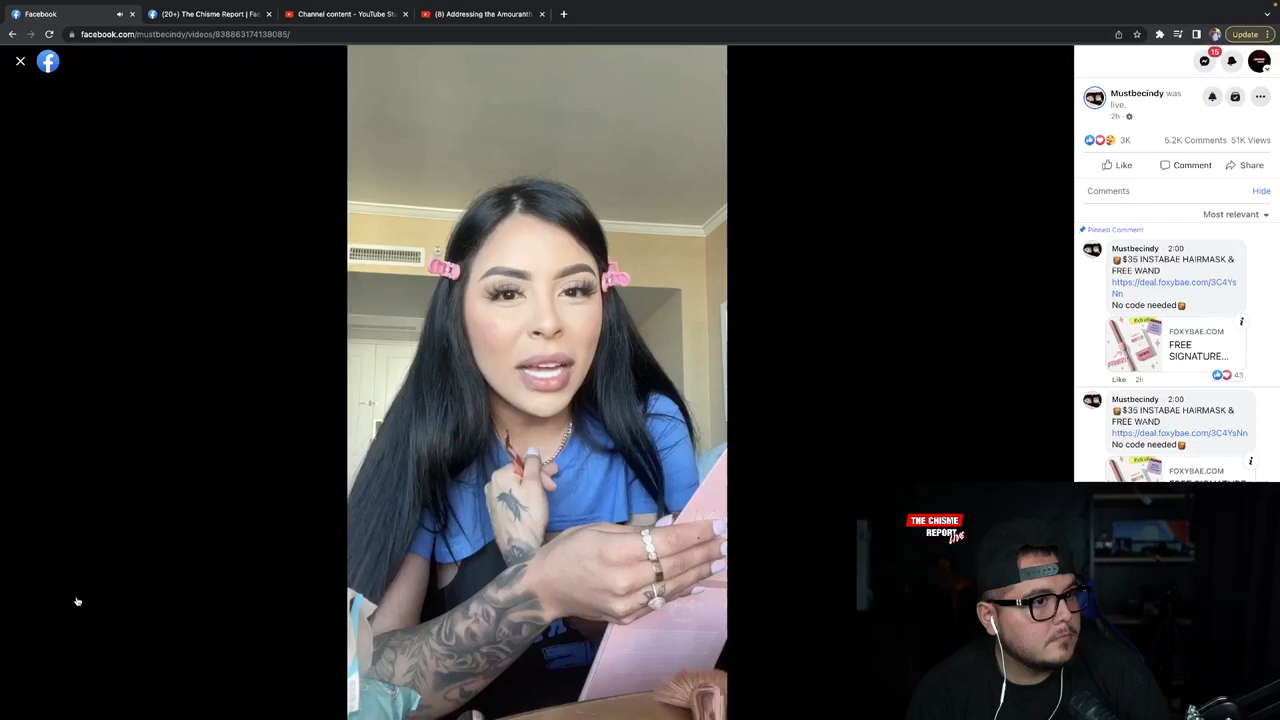 Facebook
(20+) The Chisme Report | Fac
Channel content - YouTube St
(8) Addressing the Amouranth
facebook.com/mustbecindy/videos/838863174138085/
Update
15
Mustbecindy was
live.
2h
3K
5.2K Comments 51K Views
Like
Comment
Share
Comments
Hide
Most relevant
Pinned Comment
Mustbecindy · 2:00
$35 INSTABAE HAIRMASK &
FREE WAND
https://deal.foxybae.com/3C4Ys
Nn
No code needed
FOXYBAE.COM
FREE
SIGNATURE...
43
Like 2h
Mustbecindy · 2:00
$35 INSTABAE HAIRMASK &
FREE WAND
https://deal.foxybae.com/3C4YsNn
No code needed
FOXYBAE.COM
THE CHISME
REPORT
Live